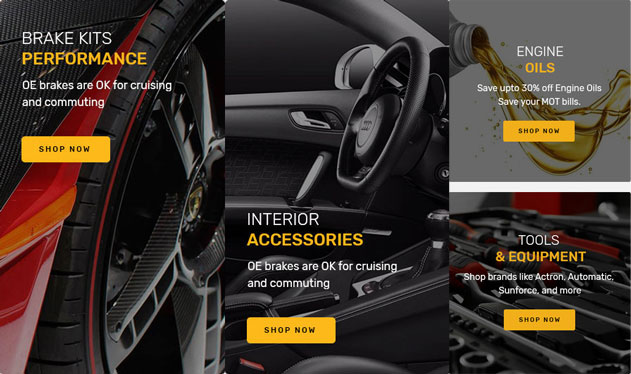 BRAKE KITS
PERFORMANCE
OE brakes are OK for cruising
and commuting
SHOP NOW
INTERIOR
ACCESSORIES
OE brakes are OK for cruising
and commuting
SHOP NOW
ENGINE
OILS
Save upto 30% off Engine Oils
Save your MOT bills.
SHOP NOW
TOOLS
& EQUIPMENT
Shop brands like Actron, Automatic,
Sunforce, and more
SHOP NOW